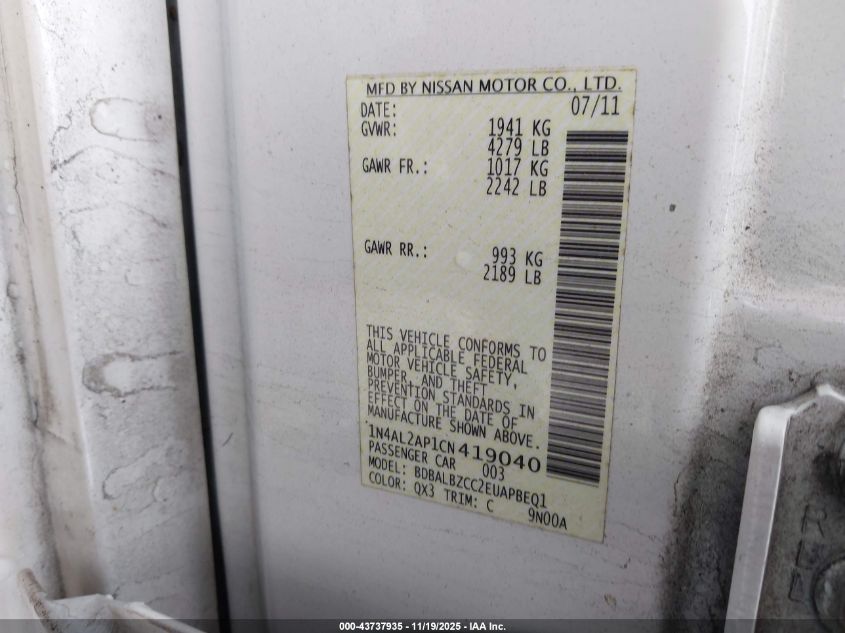 MFD BY NISSAN MOTOR CO., LTD.
DATE: 07/11
GVWR: 1941 KG
4279 LB
GAWR FR.: 1017 KG
2242 LB
GAWR RR.: 993 KG
2189 LB
THIS VEHICLE CONFORMS TO
ALL APPLICABLE FEDERAL
MOTOR VEHICLE SAFETY,
BUMPER, AND THEFT
PREVENTION STANDARDS IN
EFFECT ON THE DATE OF
MANUFACTURE SHOWN ABOVE.
1N4AL2AP1CN419040
PASSENGER CAR 003
MODEL: BDBALBZCC2EUAPBEQ1
COLOR: QX3 TRIM: C 9N00A
000-43737935 - 11/19/2025 - IAA Inc.